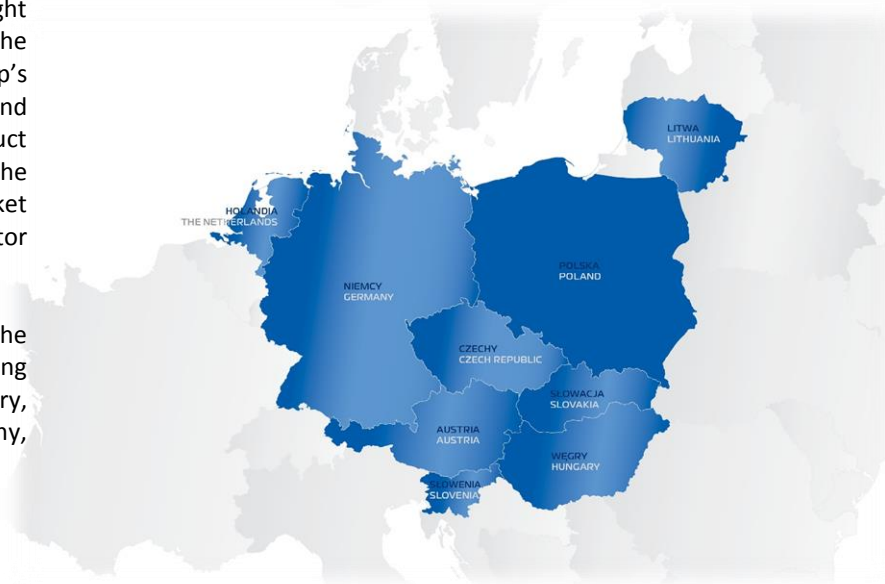 ght
he
p's
nd
uct
he
ket
tor
he
ng
ry,
ny,
LITWA
LITHUANIA
HOLANDIA
THE NETHERLANDS
POLSKA
POLAND
NIEMCY
GERMANY
CZECHY
CZECH REPUBLIC
SŁOWACJA
SLOVAKIA
AUSTRIA
AUSTRIA
WĘGRY
HUNGARY
SŁOWENIA
SLOVENIA